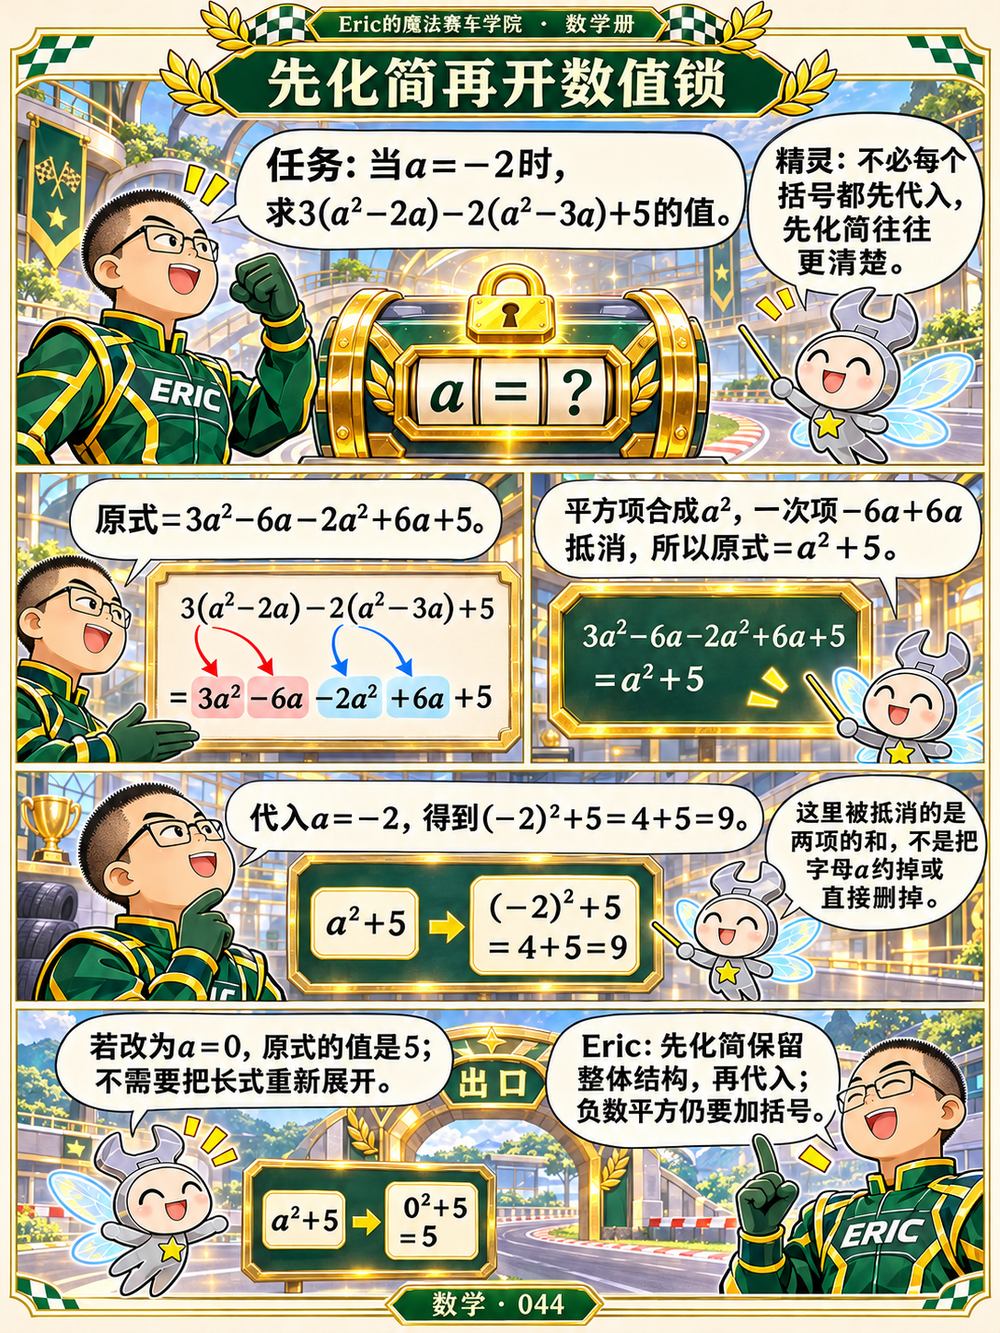 Eric的魔法赛车学院 · 数学册
先化简再开数值锁
任务：当a=−2时，
求3(a²−2a)−2(a²−3a)+5的值。
精灵：不必每个
括号都先代入，
先化简往往
更清楚。
ERIC
a=?
原式=3a²−6a−2a²+6a+5。
3(a²−2a)−2(a²−3a)+5
=3a²−6a−2a²+6a+5
平方项合成a²，一次项−6a+6a
抵消，所以原式=a²+5。
3a²−6a−2a²+6a+5
=a²+5
代入a=−2，得到(−2)²+5=4+5=9。
这里被抵消的是
两项的和，不是把
字母a约掉或
直接删掉。
a²+5
(−2)²+5
=4+5=9
IC
若改为a=0，原式的值是5；
不需要把长式重新展开。
出口
Eric：先化简保留
整体结构，再代入；
负数平方仍要加括号。
a²+5
0²+5
=5
ERIC
数学 · 044